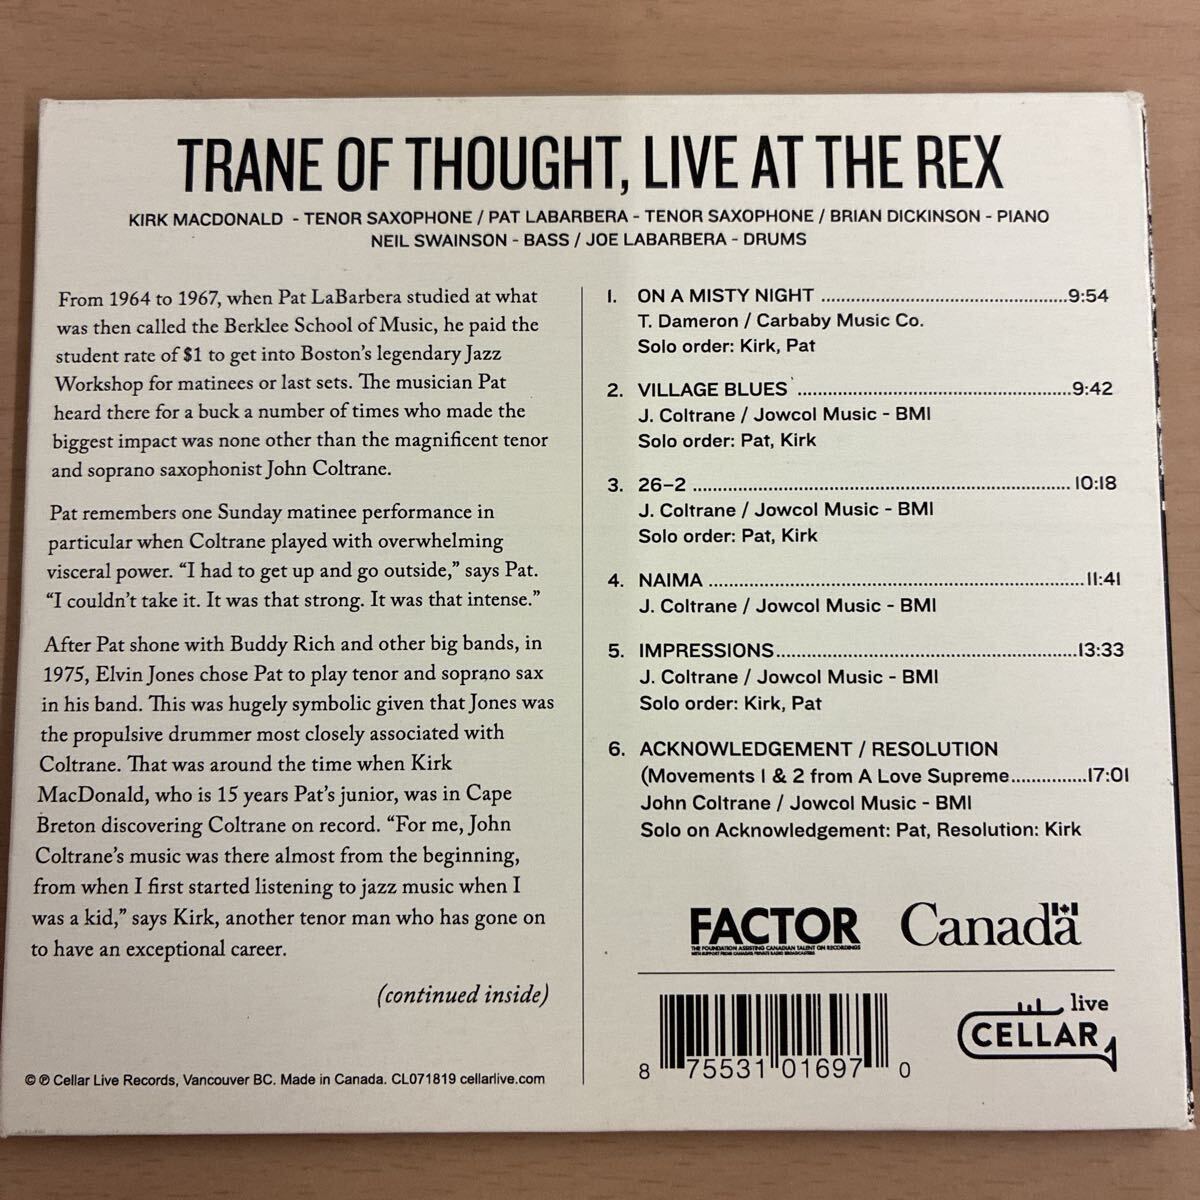 TRANE OF THOUGHT, LIVE AT THE REX
KIRK MACDONALD - TENOR SAXOPHONE / PAT LABARBERA - TENOR SAXOPHONE / BRIAN DICKINSON - PIANO
NEIL SWAINSON - BASS / JOE LABARBERA - DRUMS
From 1964 to 1967, when Pat LaBarbera studied at what
was then called the Berklee School of Music, he paid the
student rate of $1 to get into Boston's legendary Jazz
Workshop for matinees or last sets. The musician Pat
heard there for a buck a number of times who made the
biggest impact was none other than the magnificent tenor
and soprano saxophonist John Coltrane.
Pat remembers one Sunday matinee performance in
particular when Coltrane played with overwhelming
visceral power. “I had to get up and go outside,” says Pat.
“I couldn't take it. It was that strong. It was that intense.”
After Pat shone with Buddy Rich and other big bands, in
1975, Elvin Jones chose Pat to play tenor and soprano sax
in his band. This was hugely symbolic given that Jones was
the propulsive drummer most closely associated with
Coltrane. That was around the time when Kirk
MacDonald, who is 15 years Pat's junior, was in Cape
Breton discovering Coltrane on record. “For me, John
Coltrane's music was there almost from the beginning,
from when I first started listening to jazz music when I
was a kid,” says Kirk, another tenor man who has gone on
to have an exceptional career.
(continued inside)
© ℗ Cellar Live Records, Vancouver BC. Made in Canada. CL071819 cellarlive.com
1. ON A MISTY NIGHT ..................................................9:54
T. Dameron / Carbaby Music Co.
Solo order: Kirk, Pat
2. VILLAGE BLUES .......................................................9:42
J. Coltrane / Jowcol Music - BMI
Solo order: Pat, Kirk
3. 26-2 ............................................................................ 10:18
J. Coltrane / Jowcol Music - BMI
Solo order: Pat, Kirk
4. NAIMA ............................................................................11:41
J. Coltrane / Jowcol Music - BMI
5. IMPRESSIONS.............................................................13:33
J. Coltrane / Jowcol Music - BMI
Solo order: Kirk, Pat
6. ACKNOWLEDGEMENT / RESOLUTION
(Movements 1 & 2 from A Love Supreme...............17:01
John Coltrane / Jowcol Music - BMI
Solo on Acknowledgement: Pat, Resolution: Kirk
FACTOR
THE FOUNDATION ASSISTING CANADIAN TALENT ON RECORDINGS
WITH SUPPORT FROM CANADA'S PRIVATE RADIO BROADCASTERS
Canada
8 75531 01697 0
live
CELLAR